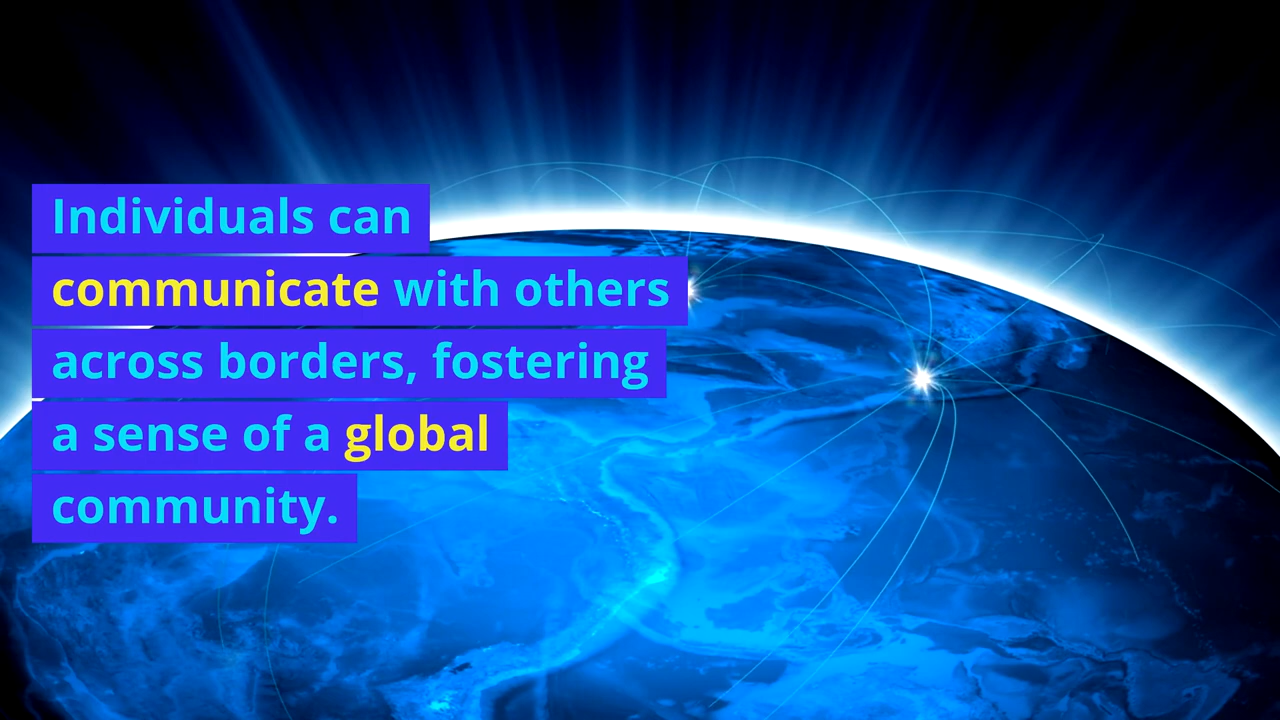 Individuals can
communicate with others
across borders, fostering
a sense of a global
community.